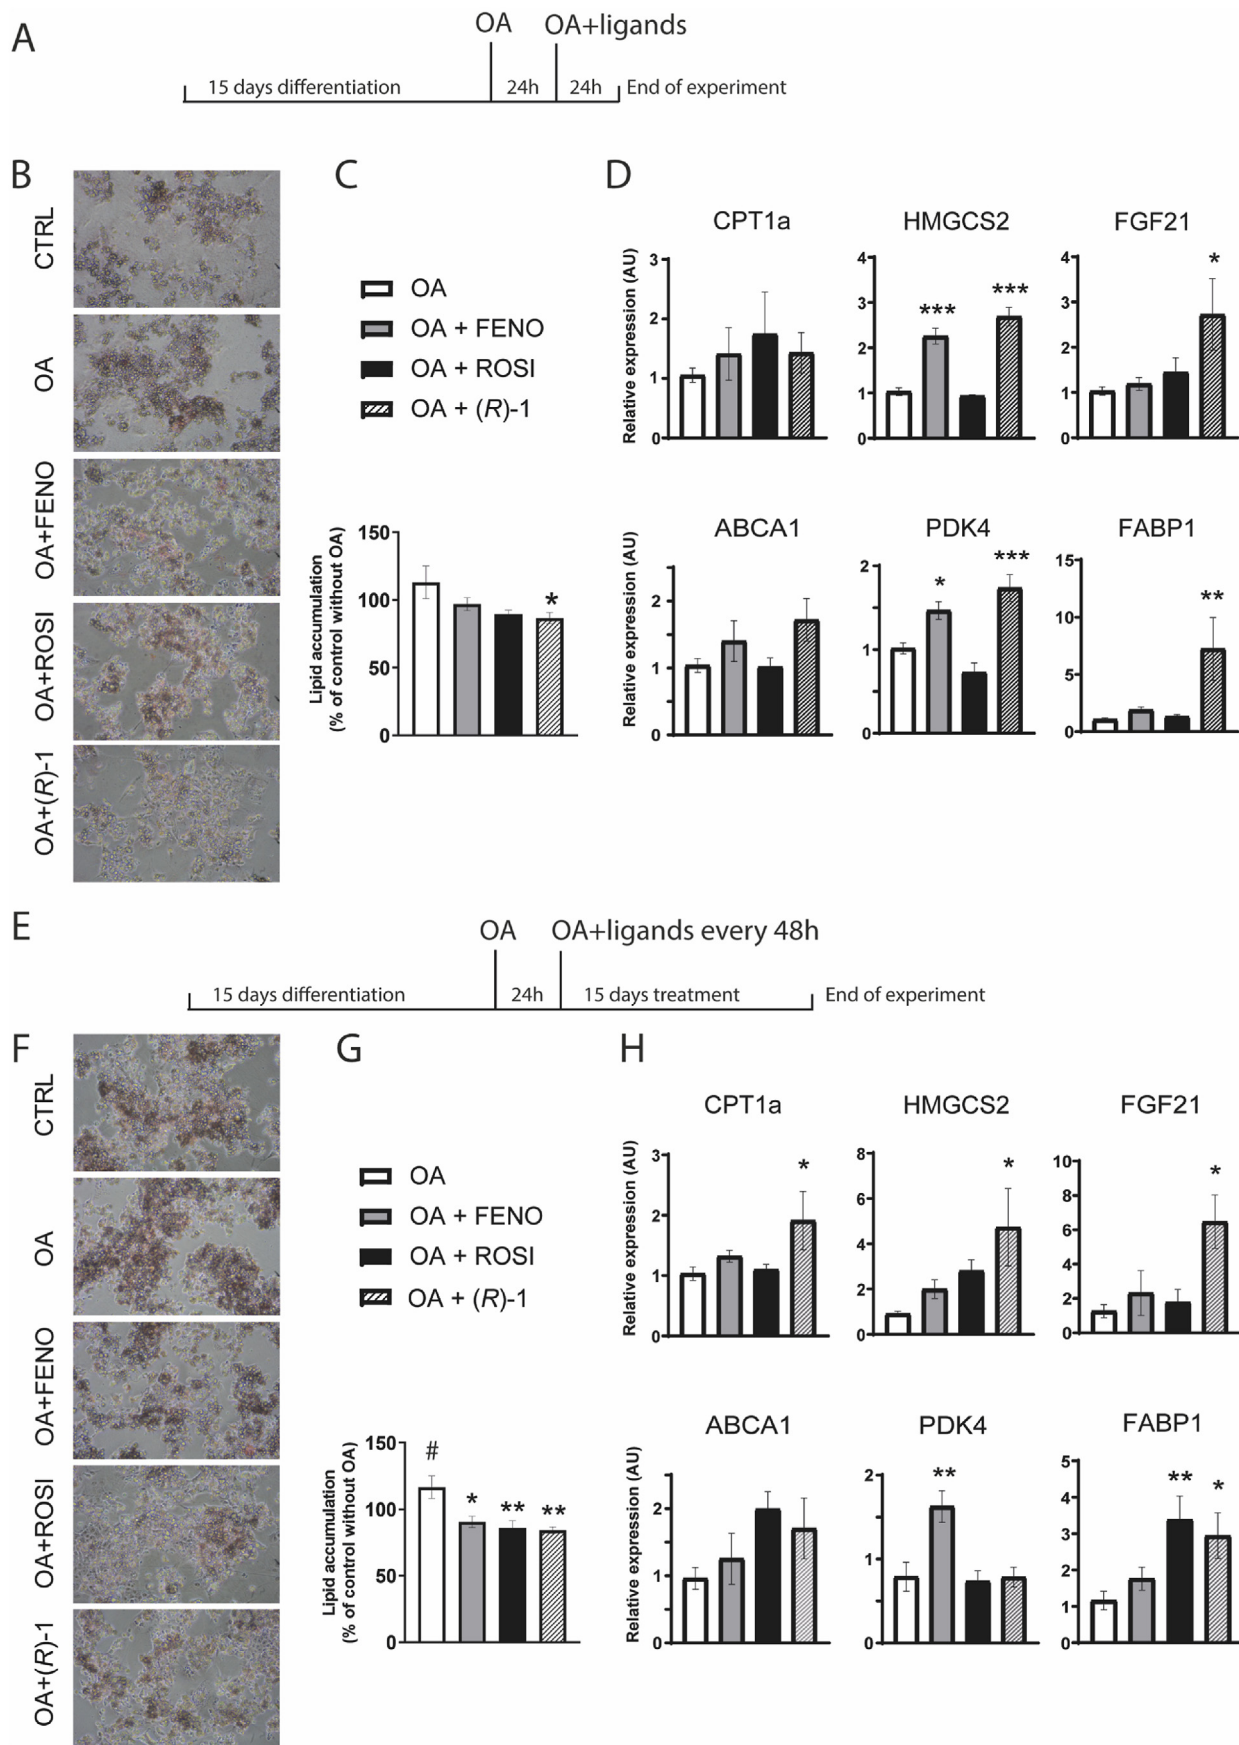 A
OA
OA+ligands
15 days differentiation
24h
24h
End of experiment
B
CTRL
OA
OA+FENO
OA+ROSI
OA+(R)-1
C
OA
OA + FENO
OA + ROSI
OA + (R)-1
Lipid accumulation
(% of control without OA)
150
100
50
0
*
D
CPT1a
Relative expression (AU)
3
2
1
0
HMGCS2
4
3
2
1
0
***
***
FGF21
4
3
2
1
0
*
ABCA1
Relative expression (AU)
2
1
0
PDK4
2
1
0
*
***
FABP1
15
10
5
0
**
E
OA
OA+ligands every 48h
15 days differentiation
24h
15 days treatment
End of experiment
F
CTRL
OA
OA+FENO
OA+ROSI
OA+(R)-1
G
OA
OA + FENO
OA + ROSI
OA + (R)-1
Lipid accumulation
(% of control without OA)
150
100
50
0
#
*
**
**
H
CPT1a
Relative expression (AU)
3
2
1
0
*
HMGCS2
8
6
4
2
0
*
FGF21
10
8
6
4
2
0
*
ABCA1
Relative expression (AU)
2
1
0
PDK4
2
1
0
**
FABP1
5
4
3
2
1
0
**
*